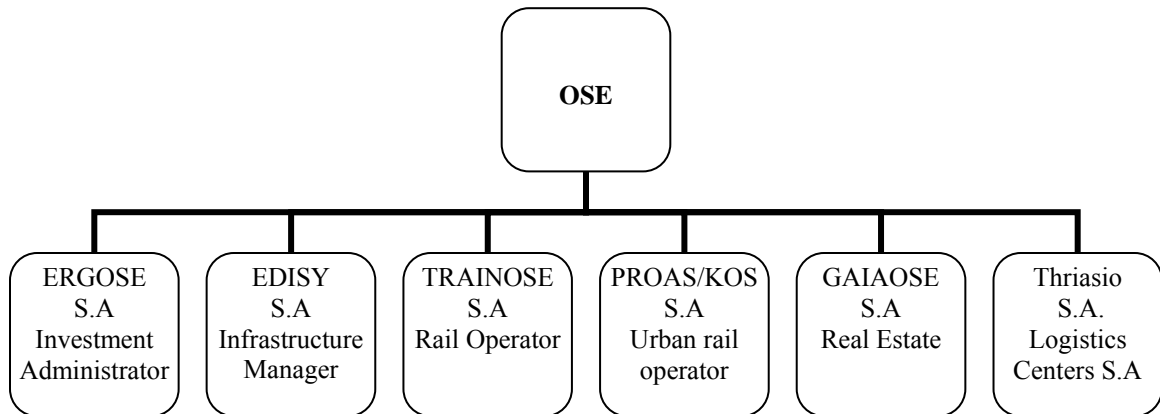 OSE
ERGOSE
S.A
Investment
Administrator
EDISY
S.A
Infrastructure
Manager
TRAINOSE
S.A
Rail Operator
PROAS/KOS
S.A
Urban rail
operator
GAIAOSE
S.A
Real Estate
Thriasio
S.A.
Logistics
Centers S.A